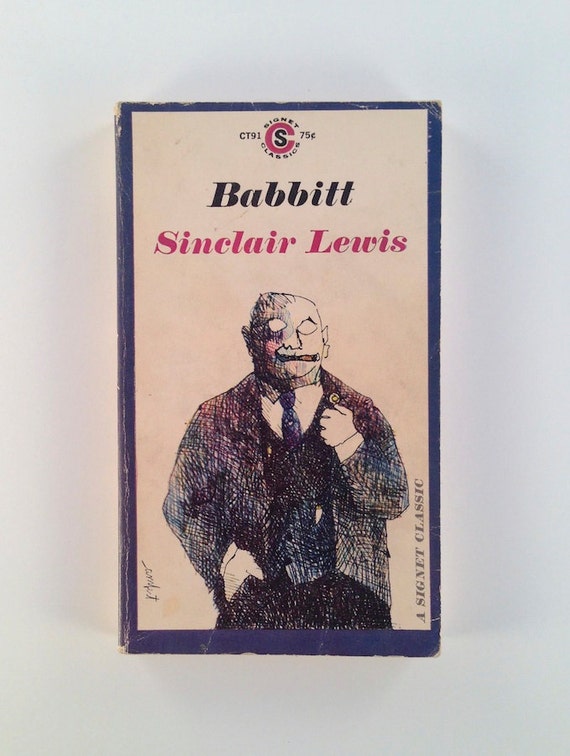 CT91 SIGNET S CLASSICS 75¢
Babbitt
Sinclair Lewis
A SIGNET CLASSIC